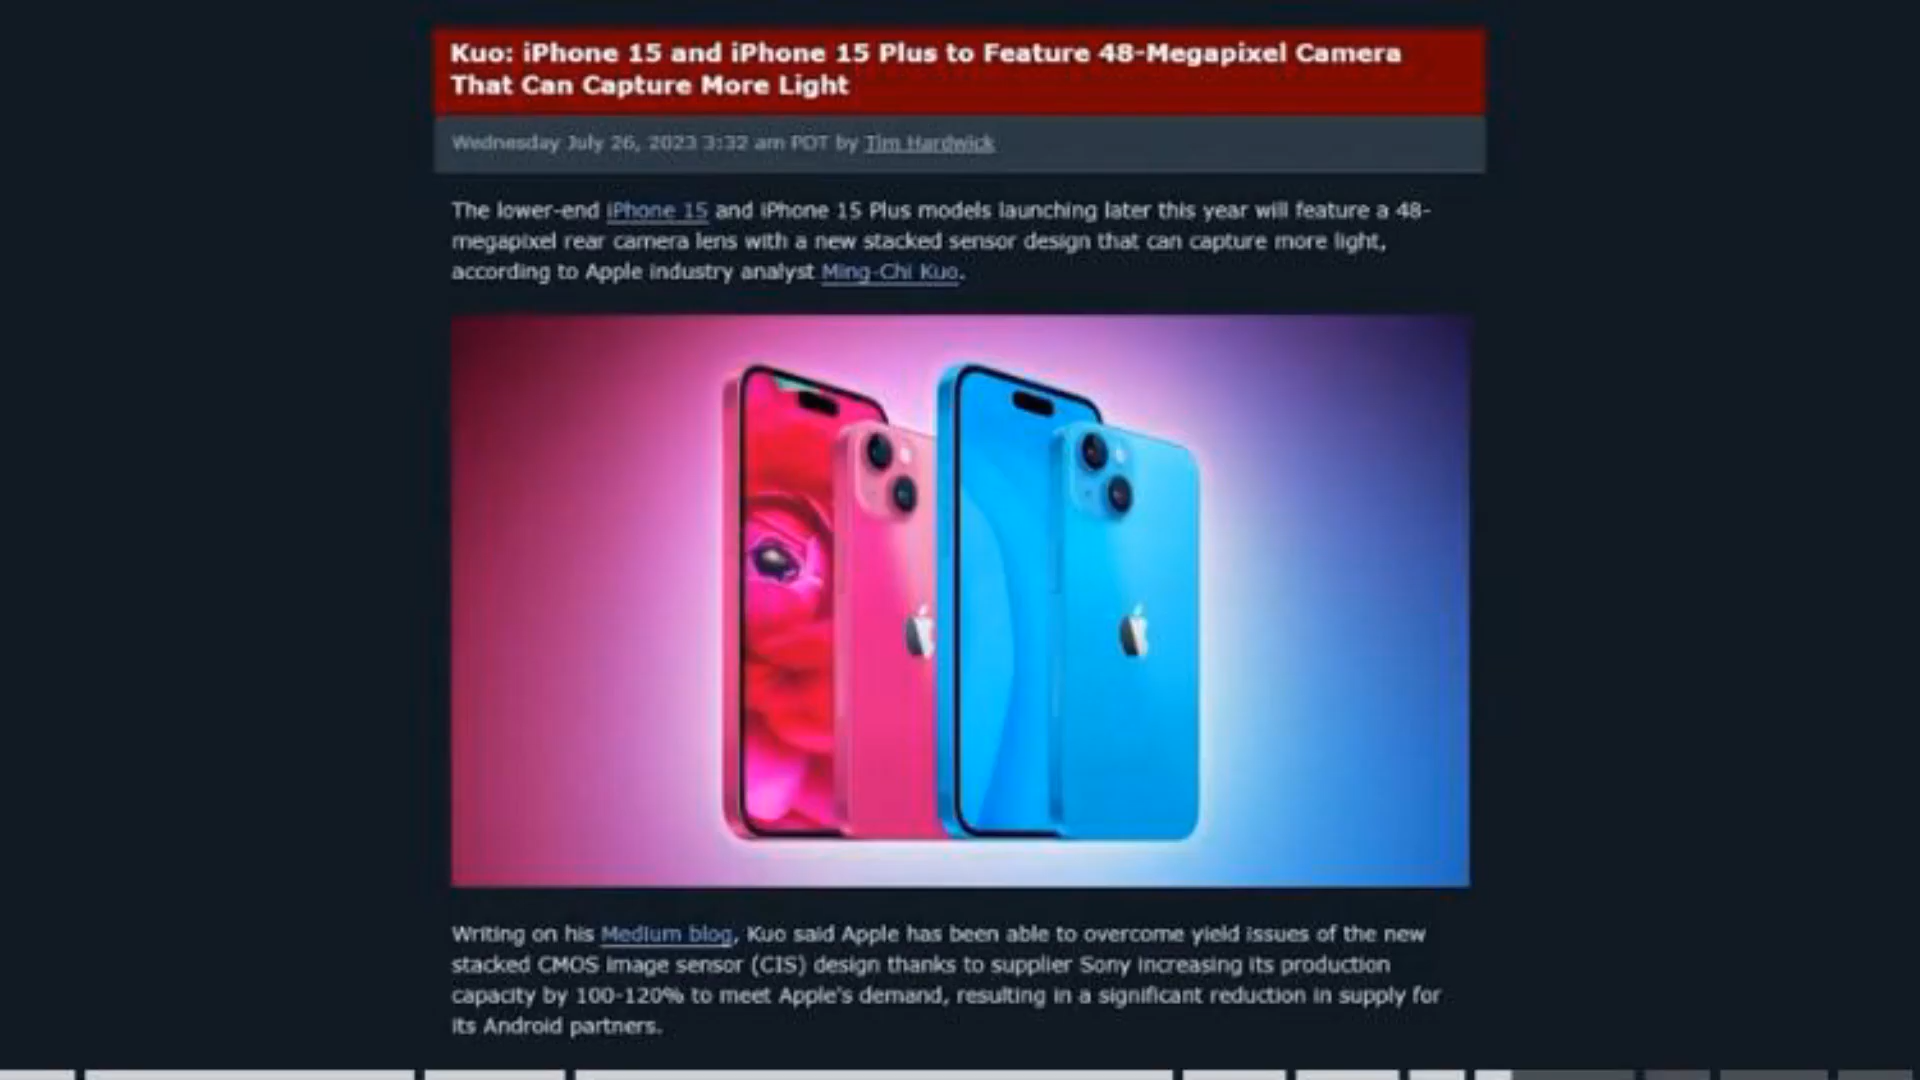 Kuo: iPhone 15 and iPhone 15 Plus to Feature 48-Megapixel Camera
That Can Capture More Light
Wednesday July 26, 2023 3:32 am PDT by Tim Hardwick
The lower-end iPhone 15 and iPhone 15 Plus models launching later this year will feature a 48-
megapixel rear camera lens with a new stacked sensor design that can capture more light,
according to Apple industry analyst Ming-Chi Kuo.
Writing on his Medium blog, Kuo said Apple has been able to overcome yield issues of the new
stacked CMOS image sensor (CIS) design thanks to supplier Sony increasing its production
capacity by 100-120% to meet Apple's demand, resulting in a significant reduction in supply for
its Android partners.